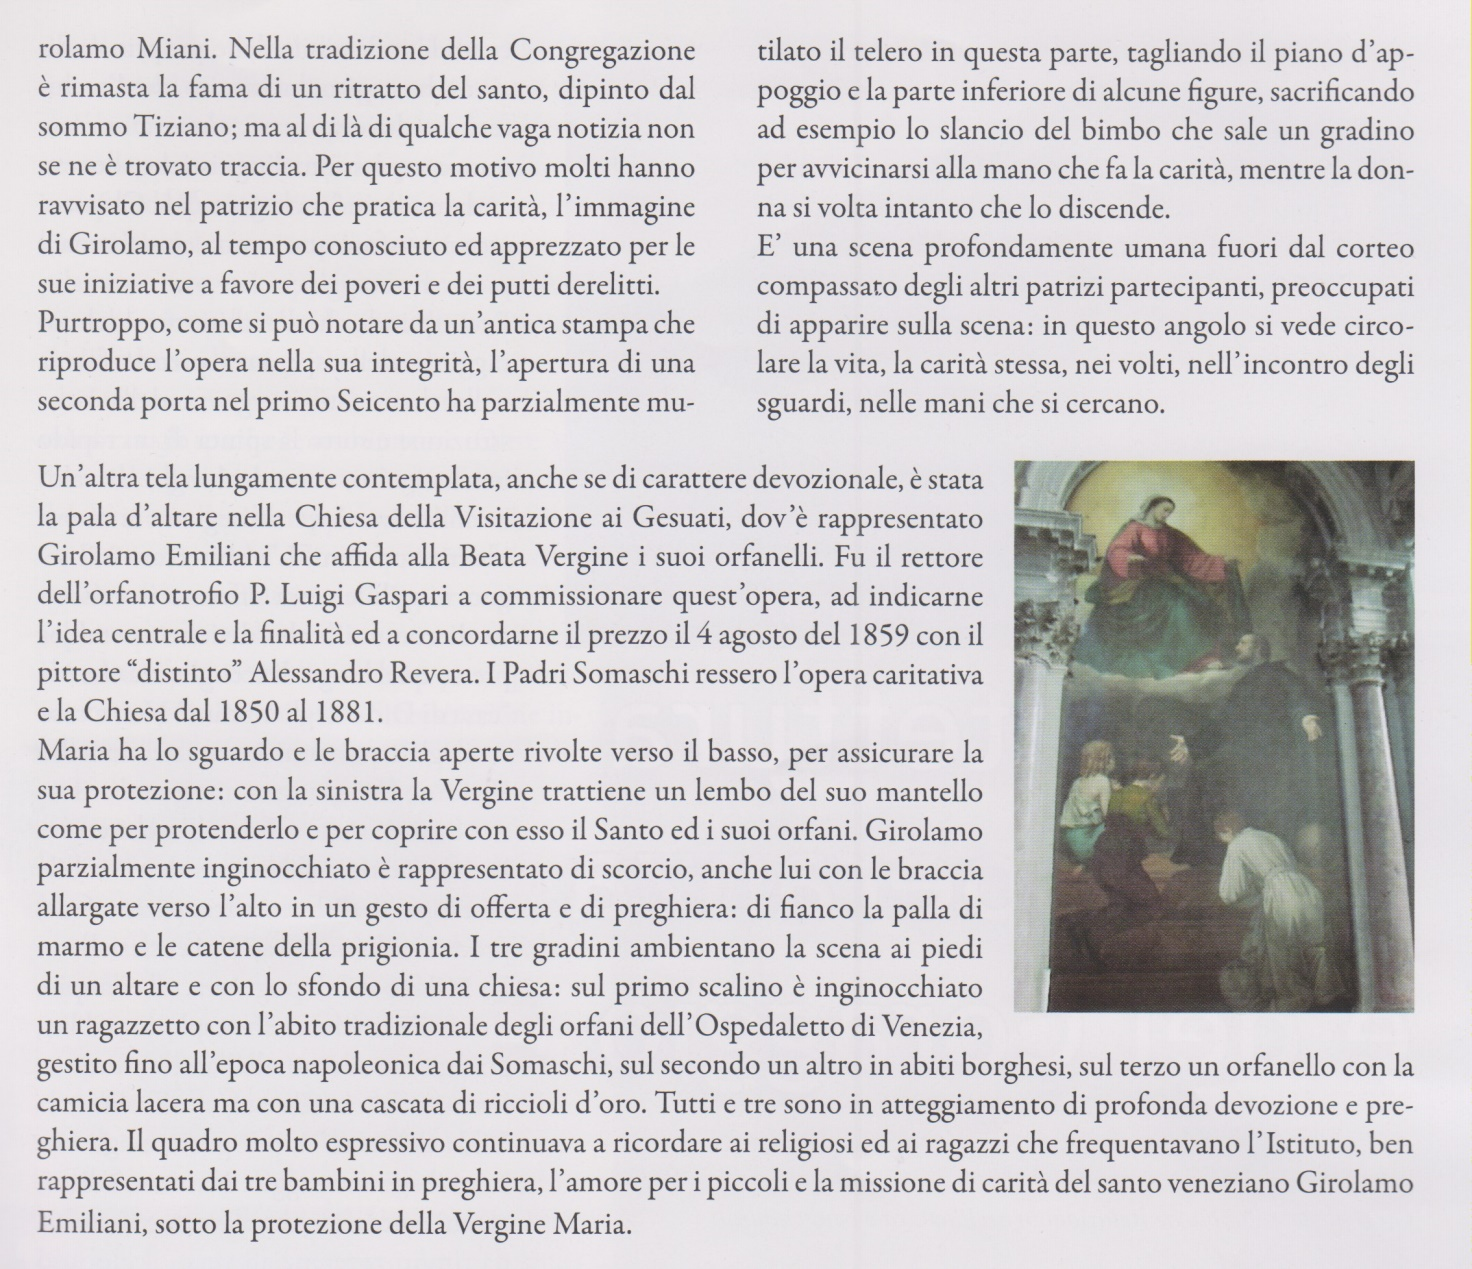 rolamo Miani. Nella tradizione della Congregazione
è rimasta la fama di un ritratto del santo, dipinto dal
sommo Tiziano; ma al di là di qualche vaga notizia non
se ne è trovato traccia. Per questo motivo molti hanno
ravvisato nel patrizio che pratica la carità, l'immagine
di Girolamo, al tempo conosciuto ed apprezzato per le
sue iniziative a favore dei poveri e dei putti derelitti.
Purtroppo, come si può notare da un'antica stampa che
riproduce l'opera nella sua integrità, l'apertura di una
seconda porta nel primo Seicento ha parzialmente mu-
tilato il telero in questa parte, tagliando il piano d'ap-
poggio e la parte inferiore di alcune figure, sacrificando
ad esempio lo slancio del bimbo che sale un gradino
per avvicinarsi alla mano che fa la carità, mentre la don-
na si volta intanto che lo discende.
E' una scena profondamente umana fuori dal corteo
compassato degli altri patrizi partecipanti, preoccupati
di apparire sulla scena: in questo angolo si vede circo-
lare la vita, la carità stessa, nei volti, nell'incontro degli
sguardi, nelle mani che si cercano.
Un'altra tela lungamente contemplata, anche se di carattere devozionale, è stata
la pala d'altare nella Chiesa della Visitazione ai Gesuati, dov'è rappresentato
Girolamo Emiliani che affida alla Beata Vergine i suoi orfanelli. Fu il rettore
dell'orfanotrofio P. Luigi Gaspari a commissionare quest'opera, ad indicarne
l'idea centrale e la finalità ed a concordarne il prezzo il 4 agosto del 1859 con il
pittore “distinto” Alessandro Revera. I Padri Somaschi ressero l'opera caritativa
e la Chiesa dal 1850 al 1881.
Maria ha lo sguardo e le braccia aperte rivolte verso il basso, per assicurare la
sua protezione: con la sinistra la Vergine trattiene un lembo del suo mantello
come per protenderlo e per coprire con esso il Santo ed i suoi orfani. Girolamo
parzialmente inginocchiato è rappresentato di scorcio, anche lui con le braccia
allargate verso l'alto in un gesto di offerta e di preghiera: di fianco la palla di
marmo e le catene della prigionia. I tre gradini ambientano la scena ai piedi
di un altare e con lo sfondo di una chiesa: sul primo scalino è inginocchiato
un ragazzetto con l'abito tradizionale degli orfani dell'Ospedaletto di Venezia,
gestito fino all'epoca napoleonica dai Somaschi, sul secondo un altro in abiti borghesi, sul terzo un orfanello con la
camicia lacera ma con una cascata di riccioli d'oro. Tutti e tre sono in atteggiamento di profonda devozione e pre-
ghiera. Il quadro molto espressivo continuava a ricordare ai religiosi ed ai ragazzi che frequentavano l'Istituto, ben
rappresentati dai tre bambini in preghiera, l'amore per i piccoli e la missione di carità del santo veneziano Girolamo
Emiliani, sotto la protezione della Vergine Maria.